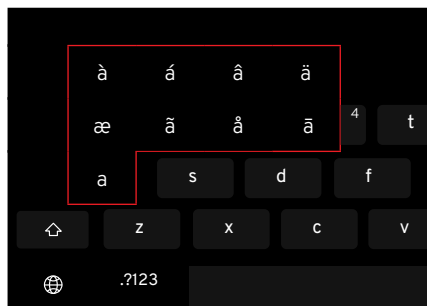 à á â ä
æ ã å ā 4 t
a s d f
z x c v
.?123